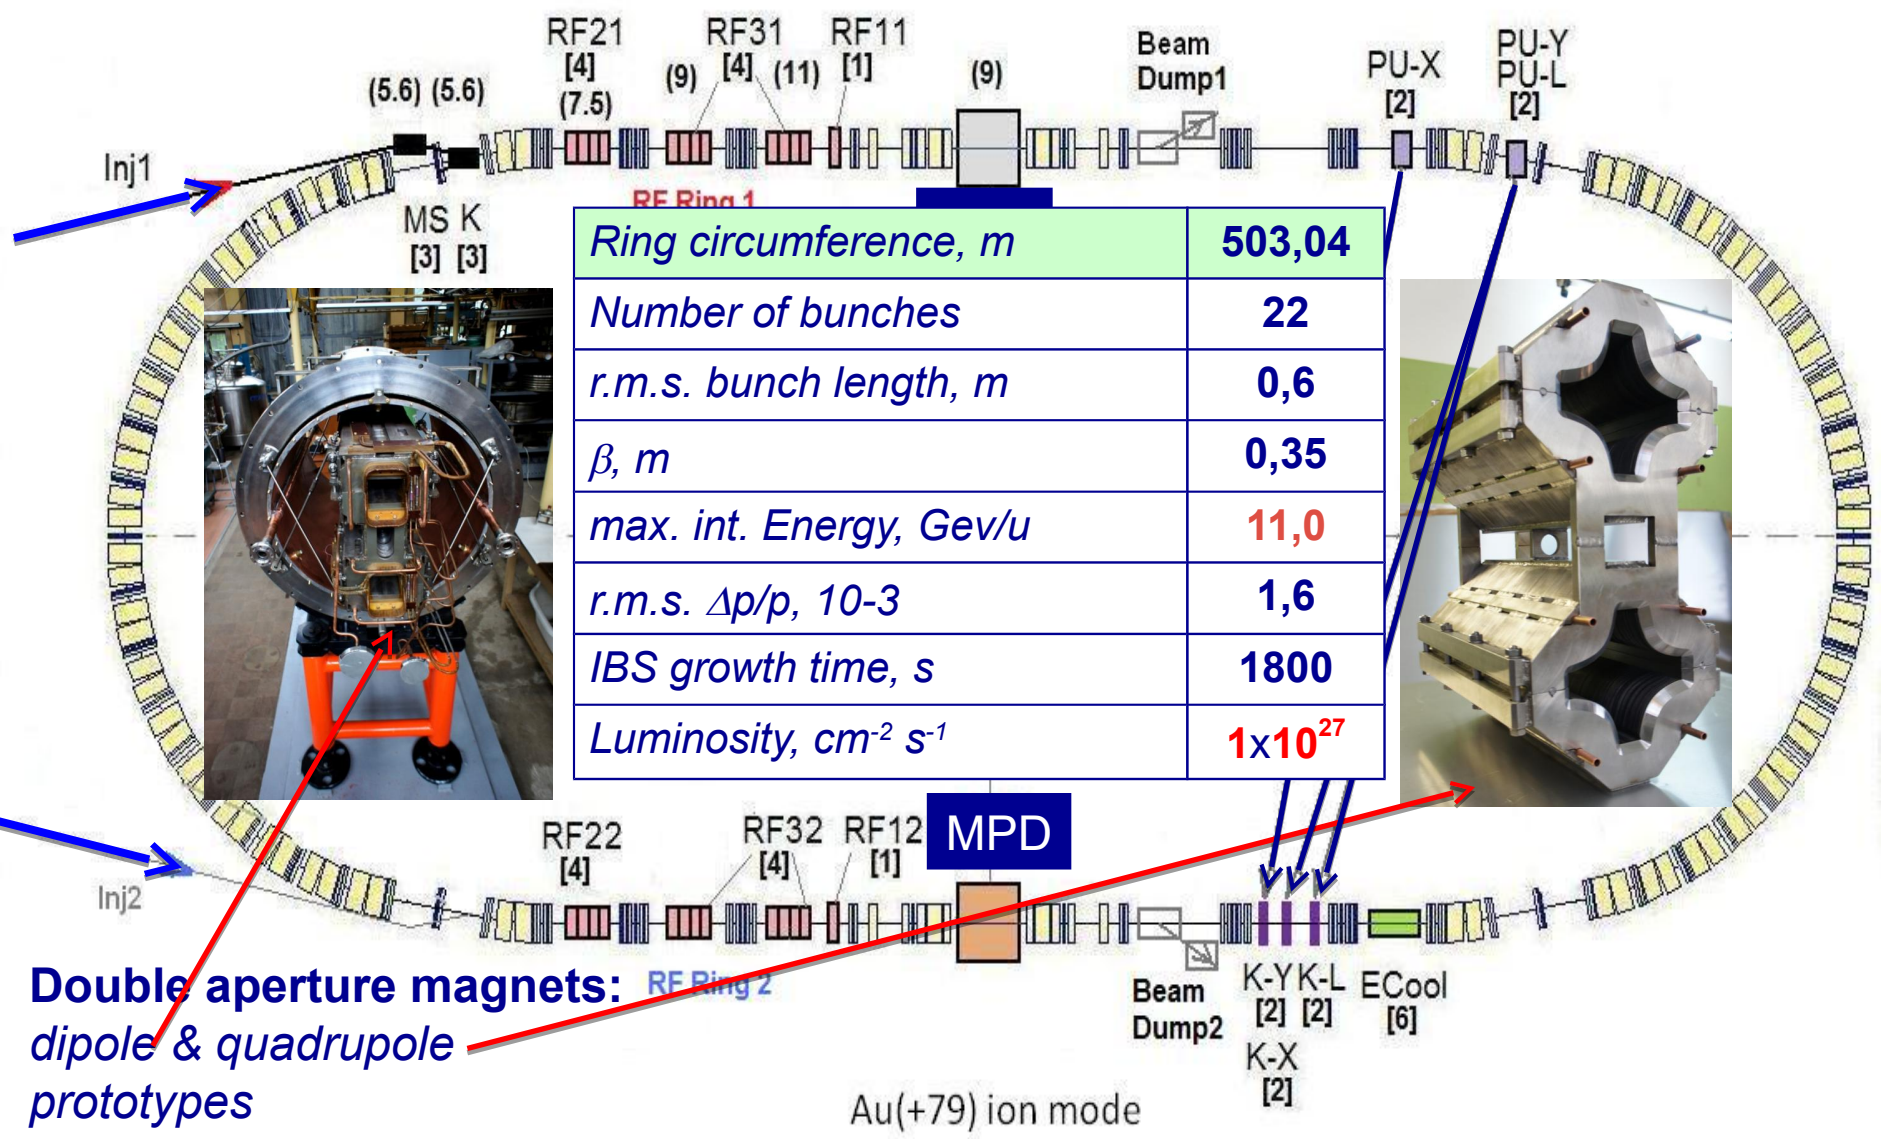 RF21
[4]
(7.5)
RF31
[4]
(9)
(11)
RF11
[1]
(9)
Beam
Dump1
PU-X
[2]
PU-Y
PU-L
[2]
(5.6) (5.6)
Inj1
MS K
[3] [3]
RF Ring 1
Ring circumference, m 503,04
Number of bunches 22
r.m.s. bunch length, m 0,6
β, m 0,35
max. int. Energy, Gev/u 11,0
r.m.s. Δp/p, 10-3 1,6
IBS growth time, s 1800
Luminosity, cm-2 s-1 1x10^27
MPD
RF22
[4]
RF32
[4]
RF12
[1]
Inj2
RF Ring 2
Beam
Dump2
K-Y K-L
[2] [2]
K-X
[2]
ECool
[6]
Double aperture magnets:
dipole & quadrupole
prototypes
Au(+79) ion mode